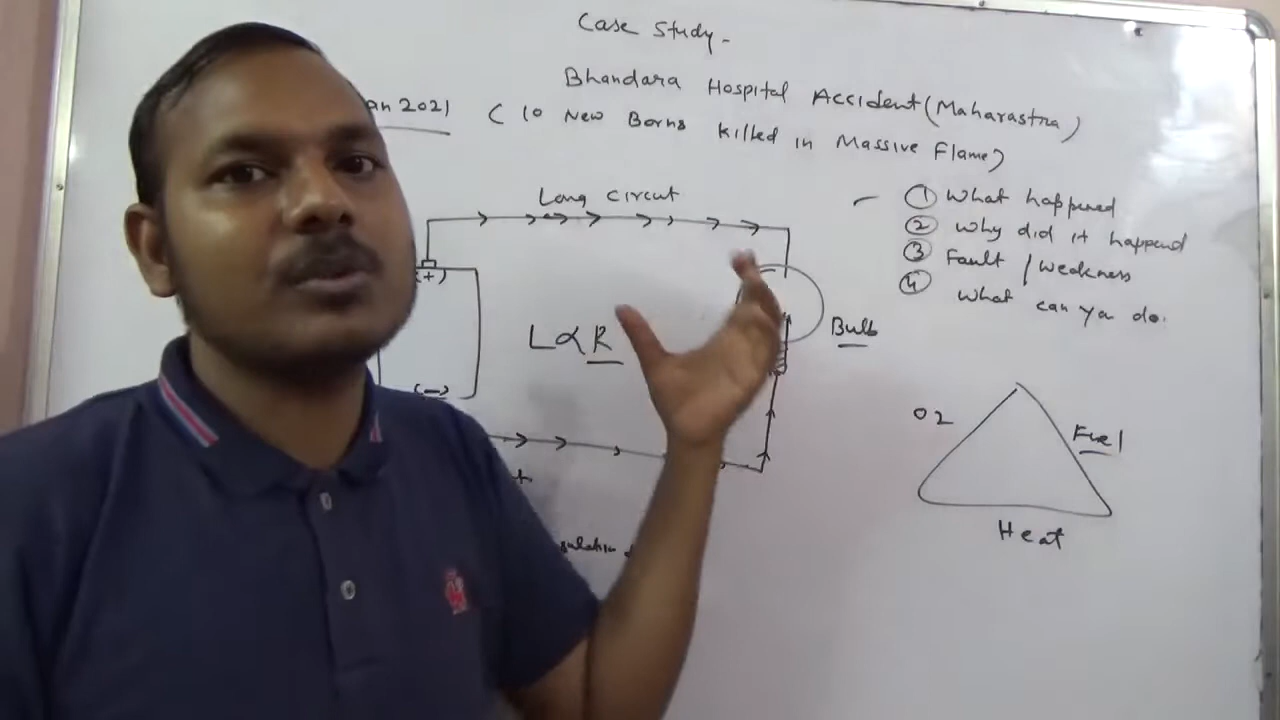 Case Study -
Bhandara Hospital Accident (Maharastra)
an 2021 ( 10 New Borns killed in Massive Flame)
Long Circuit
① What happened
② Why did it happend
③ Fault / weakness
④ What can you do.
(+)
L∝R
Bulb
(-)
O2
Fuel
Heat